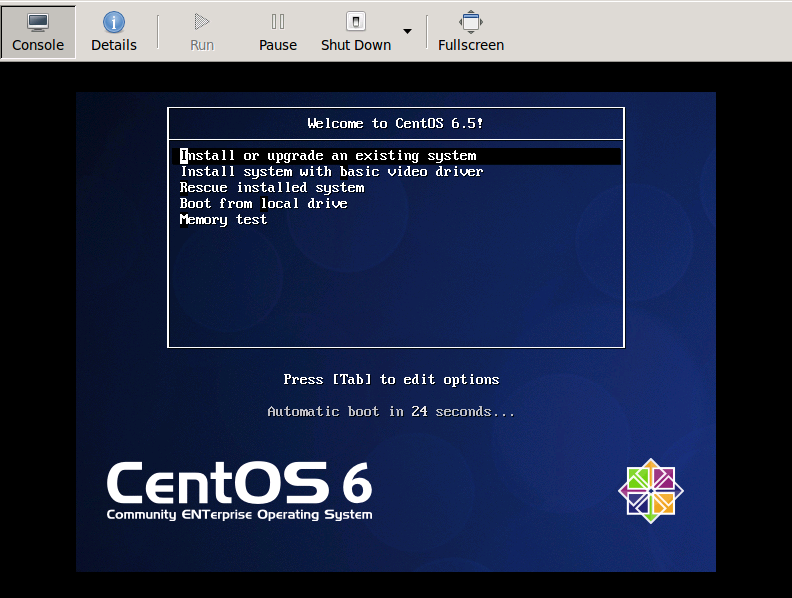 Console Details Run Pause Shut Down Fullscreen
Welcome to CentOS 6.5!
Install or upgrade an existing system
Install system with basic video driver
Rescue installed system
Boot from local drive
Memory test
Press [Tab] to edit options
Automatic boot in 24 seconds...
CentOS 6
Community ENTerprise Operating System